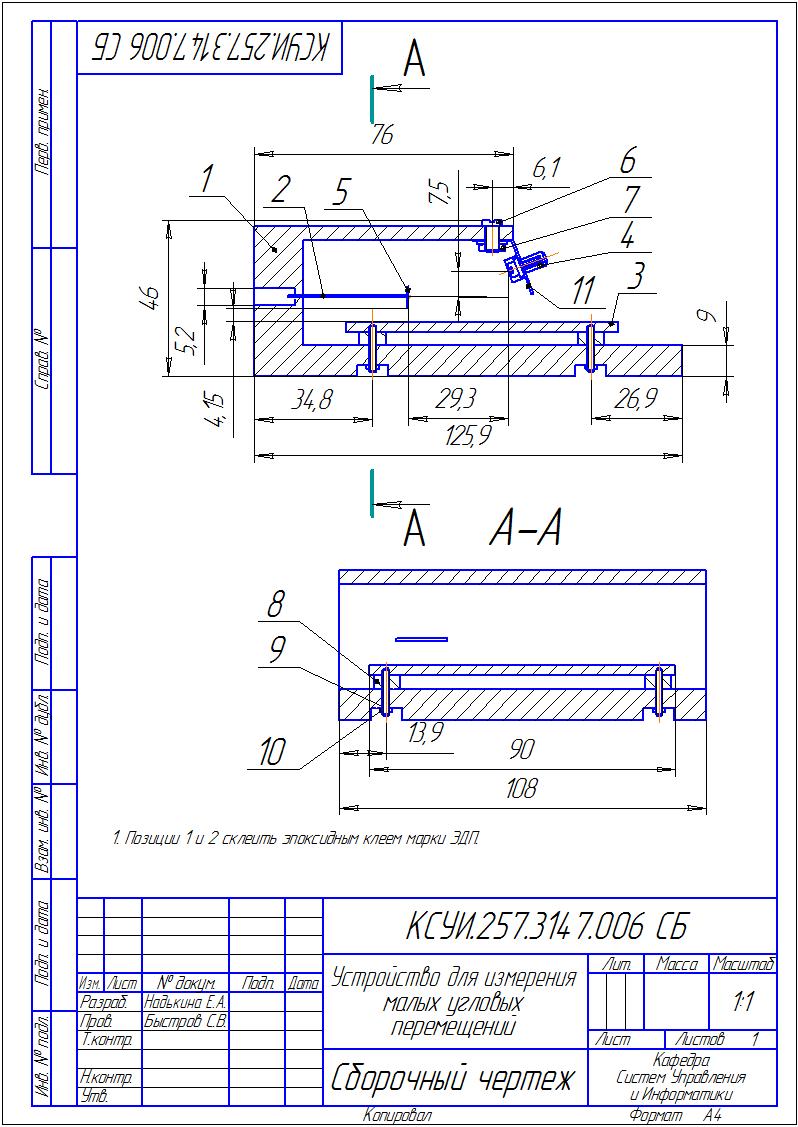 КСУИ.257.3147.006 СБ
А
76
6,1
6
1
2
5
7,5
7
4
11
3
46
5,2
4,15
9
34,8
29,3
26,9
125,9
А
А-А
8
9
10
13,9
90
108
1. Позиции 1 и 2 склеить эпоксидным клеем марки ЭДП.
Перв. примен.
Справ. №
Подп. и дата
Инв. № дубл.
Взам. инв. №
Подп. и дата
Инв. № подл.
КСУИ.257.3147.006 СБ
Изм. Лист № докум. Подп. Дата
Разраб. Надькина Е.А.
Пров. Быстров С.В.
Т.контр.
Н.контр.
Утв.
Устройство для измерения
малых угловых
перемещений
Сборочный чертеж
Лит. Масса Масштаб
1:1
Лист Листов 1
Кафедра
Систем Управления
и Информатики
Копировал Формат А4